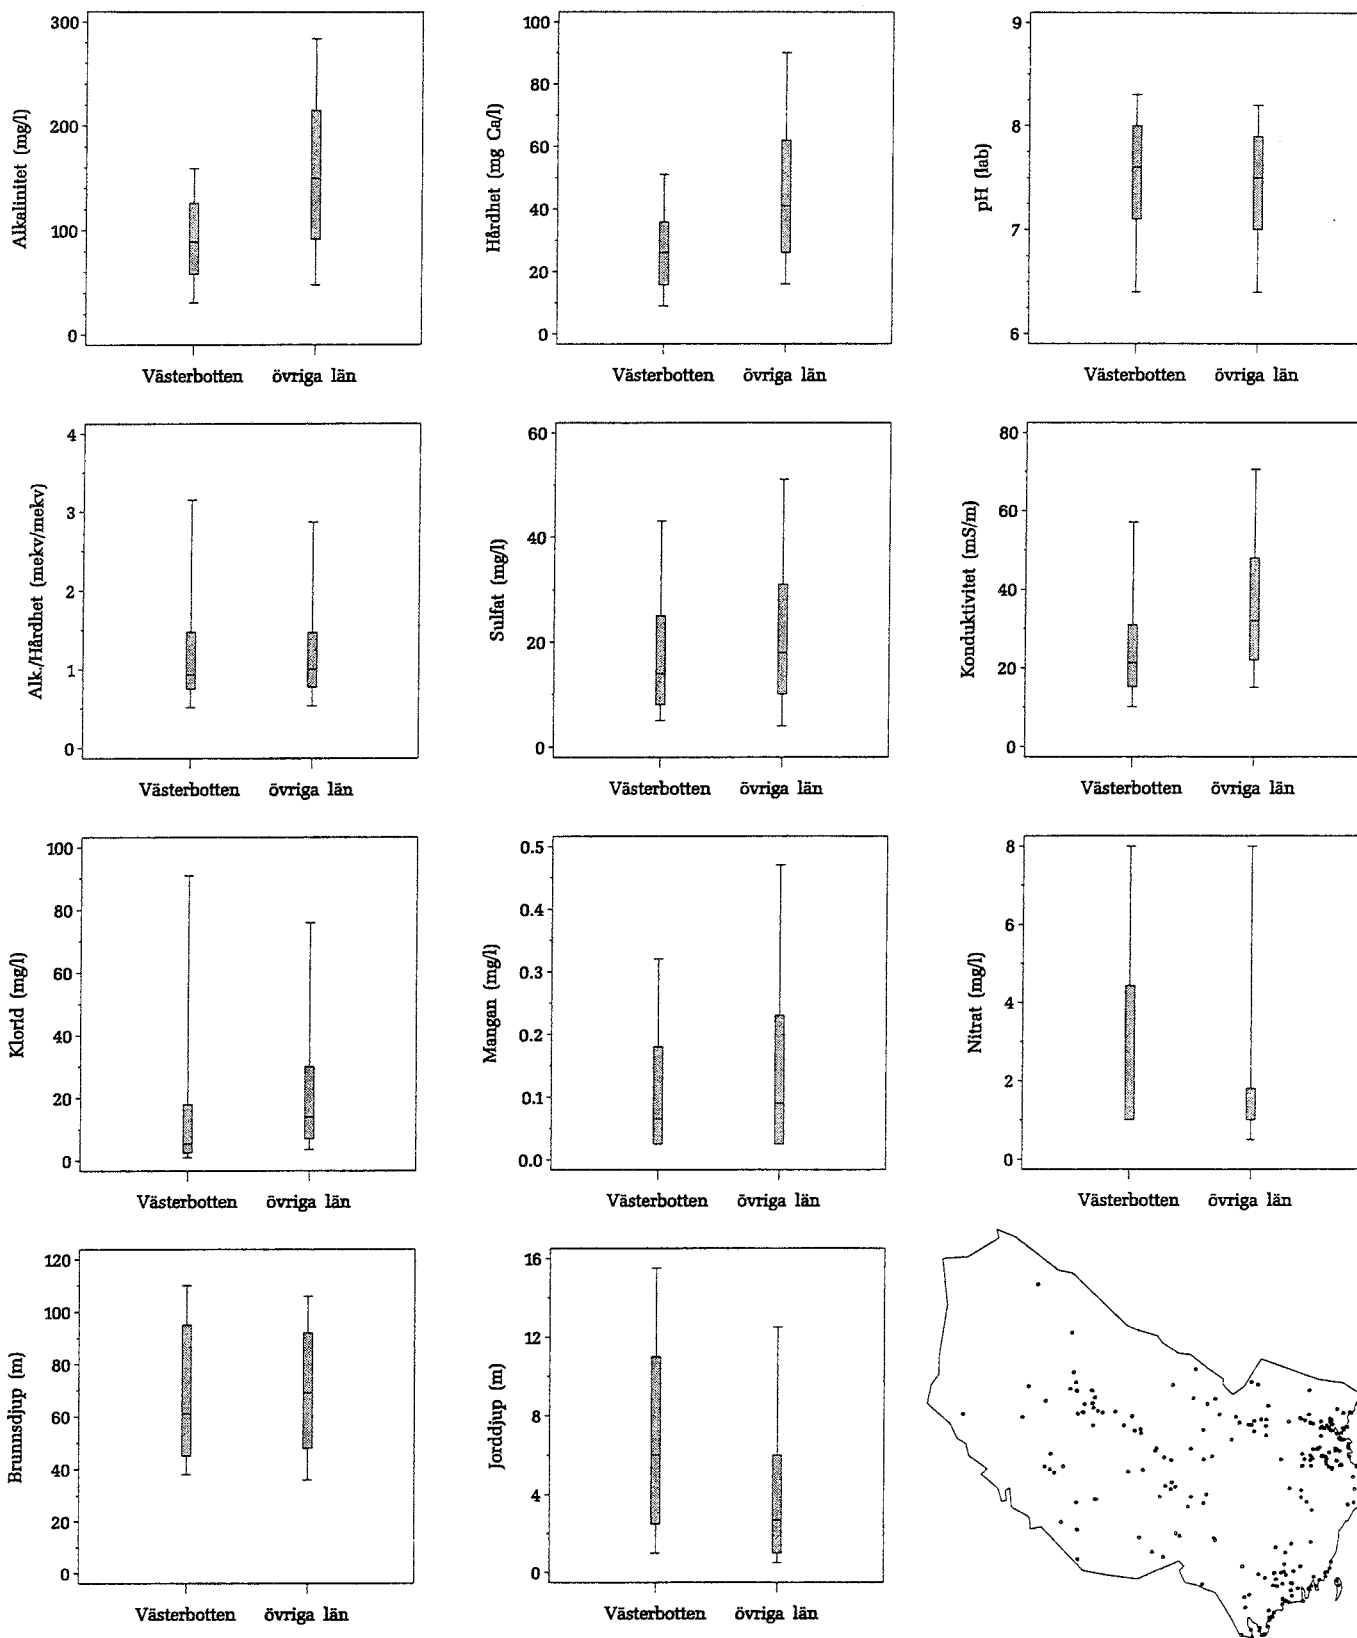 Alkalinitet (mg/l)
300
200
100
0
Västerbotten övriga län
Hårdhet (mg Ca/l)
100
80
60
40
20
0
Västerbotten övriga län
pH (lab)
9
8
7
6
Västerbotten övriga län
Alk./Hårdhet (mekv/mekv)
4
3
2
1
0
Västerbotten övriga län
Sulfat (mg/l)
60
40
20
0
Västerbotten övriga län
Konduktivitet (mS/m)
80
60
40
20
0
Västerbotten övriga län
Klorid (mg/l)
100
80
60
40
20
0
Västerbotten övriga län
Mangan (mg/l)
0.5
0.4
0.3
0.2
0.1
0.0
Västerbotten övriga län
Nitrat (mg/l)
8
6
4
2
0
Västerbotten övriga län
Brunnsdjup (m)
120
100
80
60
40
20
0
Västerbotten övriga län
Jorddjup (m)
16
12
8
4
0
Västerbotten övriga län